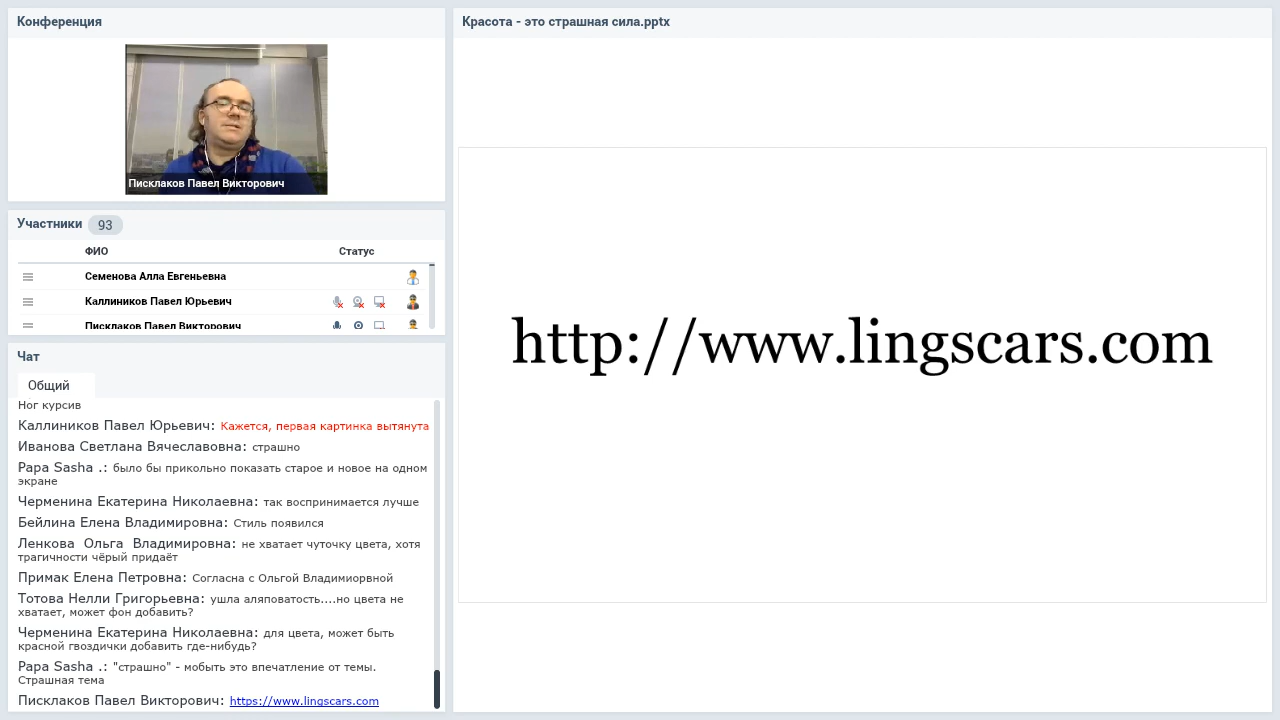 Конференция
Писклаков Павел Викторович
Участники 93
ФИО Статус
Семенова Алла Евгеньевна
Каллиников Павел Юрьевич
Писклаков Павел Викторович
Чат
Общий
Ног курсив
Каллиников Павел Юрьевич: Кажется, первая картинка вытянута
Иванова Светлана Вячеславовна: страшно
Papa Sasha .: было бы прикольно показать старое и новое на одном
экране
Черменина Екатерина Николаевна: так воспринимается лучше
Бейлина Елена Владимировна: Стиль появился
Ленкова Ольга Владимировна: не хватает чуточку цвета, хотя
трагичности чёрый придаёт
Примак Елена Петровна: Согласна с Ольгой Владимиорвной
Тотова Нелли Григорьевна: ушла аляповатость....но цвета не
хватает, может фон добавить?
Черменина Екатерина Николаевна: для цвета, может быть
красной гвоздички добавить где-нибудь?
Papa Sasha .: "страшно" - мобыть это впечатление от темы.
Страшная тема
Писклаков Павел Викторович: https://www.lingscars.com
Красота - это страшная сила.pptx
http://www.lingscars.com